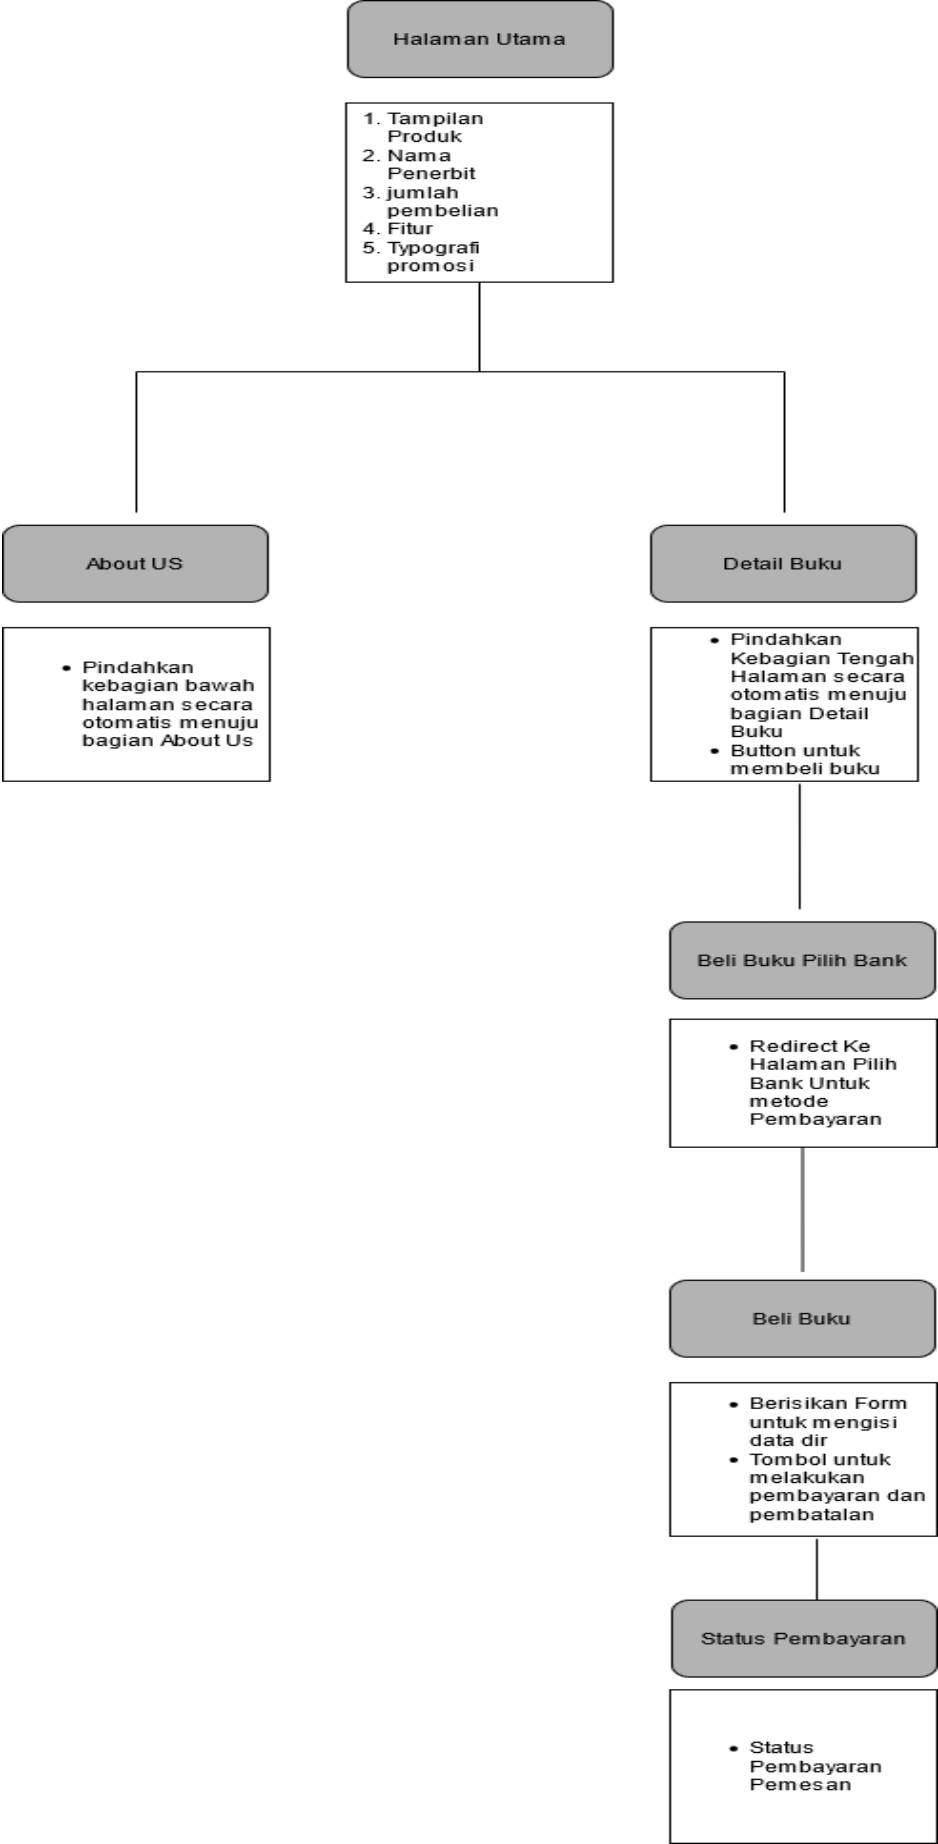 Halaman Utama
1. Tampilan
Produk
2. Nama
Penerbit
3. jumlah
pembelian
4. Fitur
5. Typografi
promosi
About US
• Pindahkan
kebagian bawah
halaman secara
otomatis menuju
bagian About Us
Detail Buku
• Pindahkan
Kebagian Tengah
Halaman secara
otomatis menuju
bagian Detail
Buku
• Button untuk
membeli buku
Beli Buku Pilih Bank
• Redirect Ke
Halaman Pilih
Bank Untuk
metode
Pembayaran
Beli Buku
• Berisikan Form
untuk mengisi
data dir
• Tombol untuk
melakukan
pembayaran dan
pembatalan
Status Pembayaran
• Status
Pembayaran
Pemesan